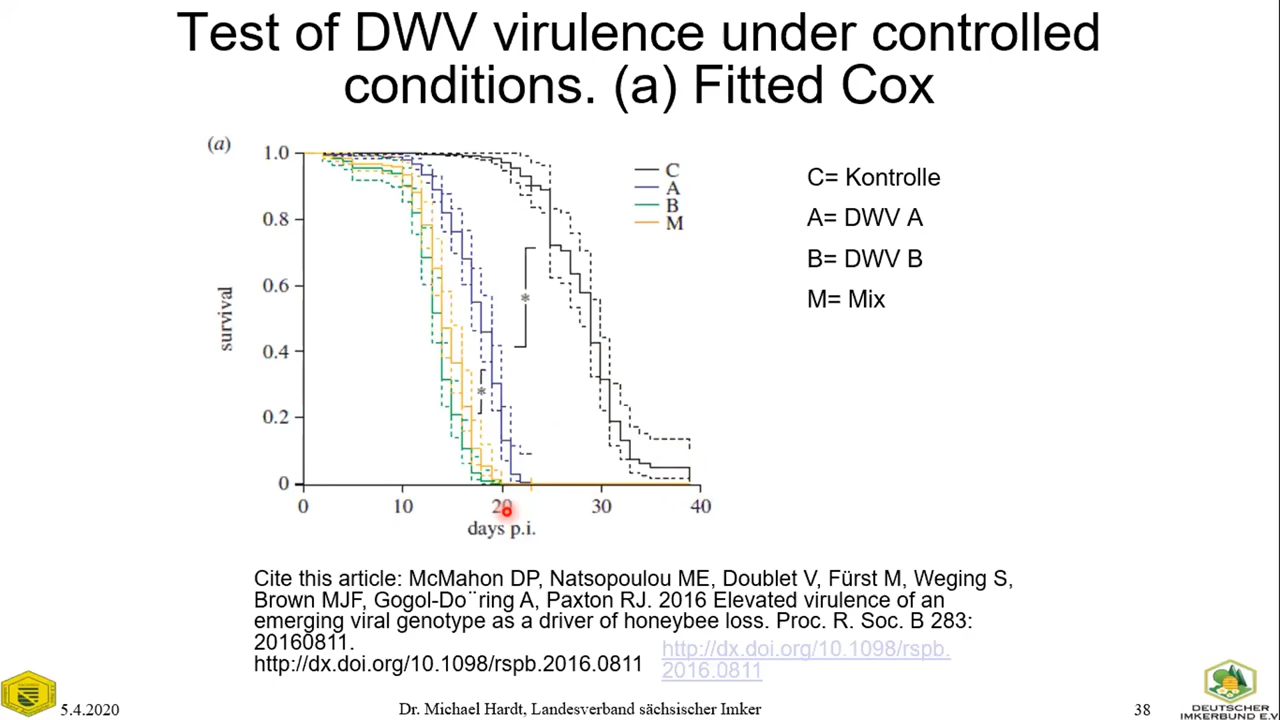 Test of DWV virulence under controlled
conditions. (a) Fitted Cox
(a)
1.0
0.8
0.6
0.4
0.2
0
survival
0 10 20 30 40
days p.i.
C
A
B
M
*
*
C= Kontrolle
A= DWV A
B= DWV B
M= Mix
Cite this article: McMahon DP, Natsopoulou ME, Doublet V, Fürst M, Weging S,
Brown MJF, Gogol-Do¨ring A, Paxton RJ. 2016 Elevated virulence of an
emerging viral genotype as a driver of honeybee loss. Proc. R. Soc. B 283:
20160811.
http://dx.doi.org/10.1098/rspb.2016.0811
http://dx.doi.org/10.1098/rspb.
2016.0811
5.4.2020
Dr. Michael Hardt, Landesverband sächsischer Imker
38
DEUTSCHER
IMKERBUND E.V